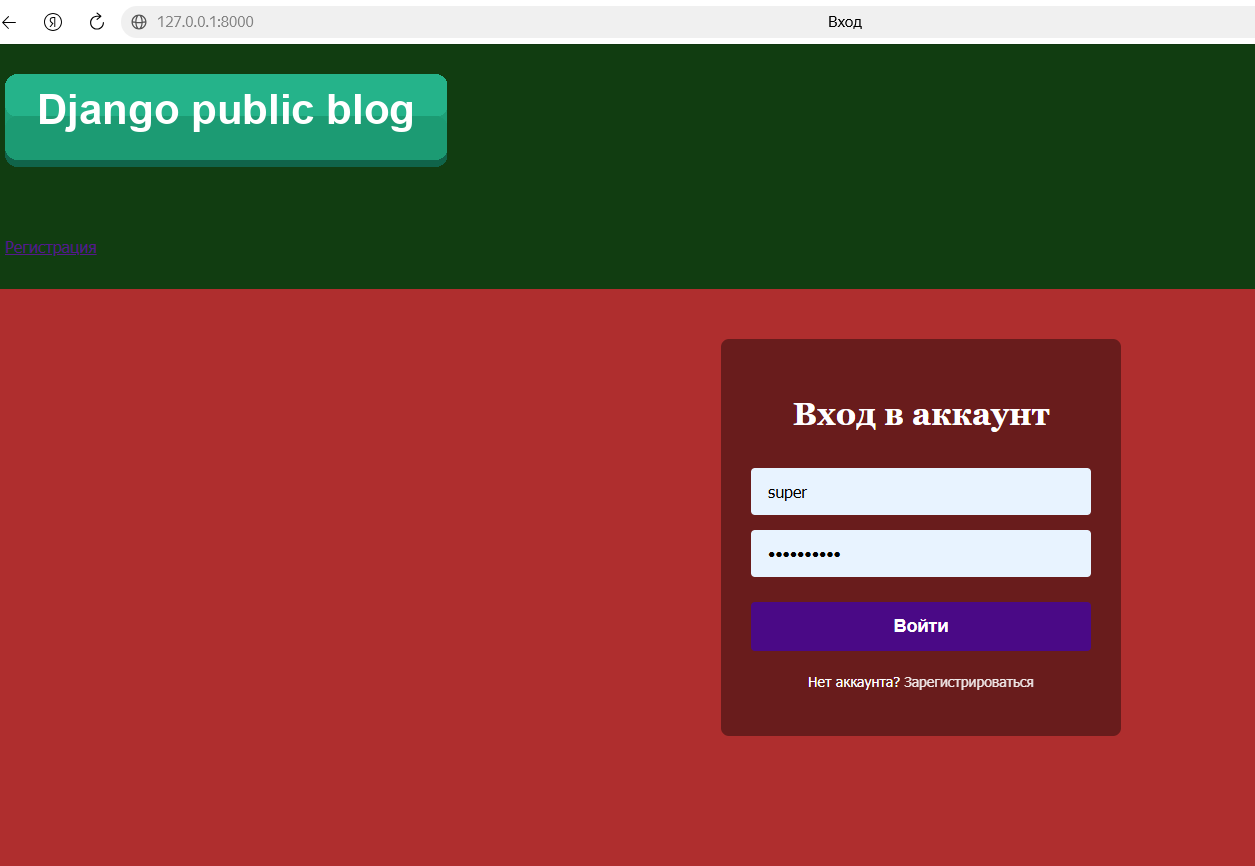 127.0.0.1:8000 Вход
Django public blog
Регистрация
Вход в аккаунт
super
••••••••••
Войти
Нет аккаунта? Зарегистрироваться